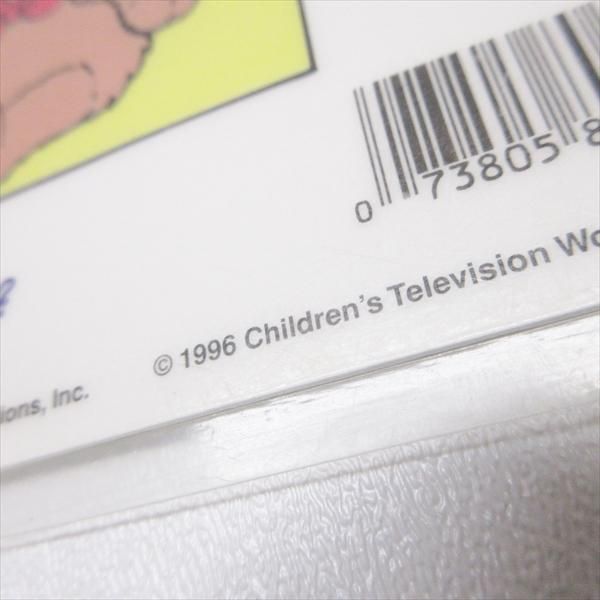 0 73805 8
© 1996 Children's Television Wo
ions, Inc.